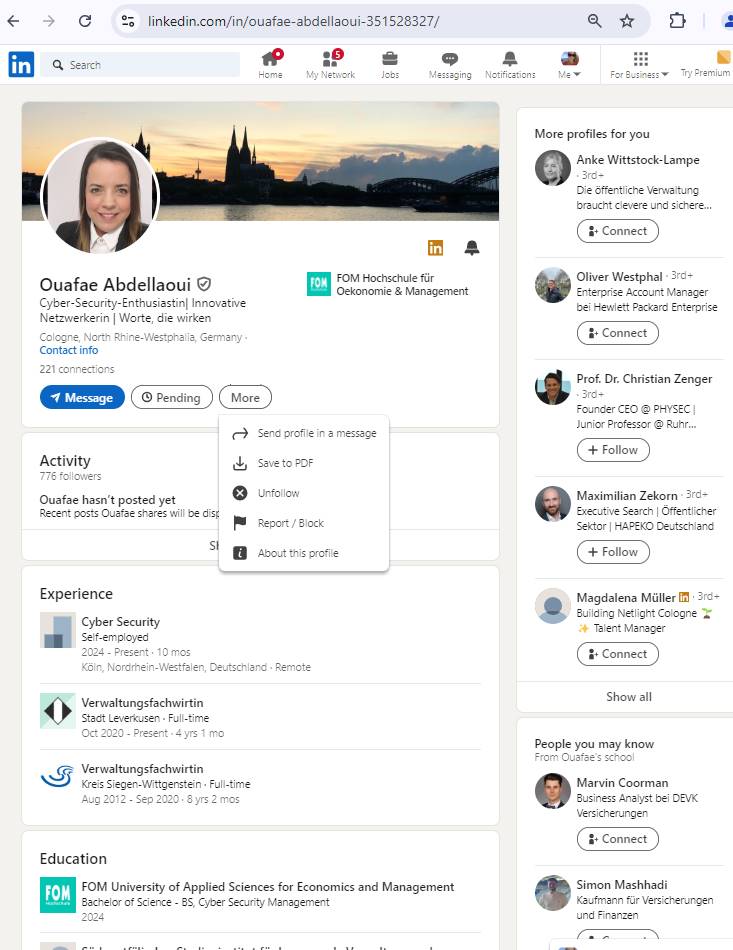 linkedin.com/in/ouafae-abdellaoui-351528327/
in
Search
Home
5
My Network
Jobs
Messaging
Notifications
Me
For Business
Try Premium
in
Ouafae Abdellaoui
Cyber-Security-Enthusiastin| Innovative
Netzwerkerin | Worte, die wirken
Cologne, North Rhine-Westphalia, Germany ·
Contact info
221 connections
FOM
FOM Hochschule für
Oekonomie & Management
Message
Pending
More
Send profile in a message
Save to PDF
Unfollow
Report / Block
About this profile
Activity
776 followers
Ouafae hasn’t posted yet
Recent posts Ouafae shares will be
Experience
Cyber Security
Self-employed
2024 - Present · 10 mos
Köln, Nordrhein-Westfalen, Deutschland · Remote
Verwaltungsfachwirtin
Stadt Leverkusen · Full-time
Oct 2020 - Present · 4 yrs 1 mo
Verwaltungsfachwirtin
Kreis Siegen-Wittgenstein · Full-time
Aug 2012 - Sep 2020 · 8 yrs 2 mos
Education
FOM
Hochschule
FOM University of Applied Sciences for Economics and Management
Bachelor of Science - BS, Cyber Security Management
2024
More profiles for you
Anke Wittstock-Lampe
· 3rd+
Die öffentliche Verwaltung
braucht clevere und sichere...
Connect
Oliver Westphal · 3rd+
Enterprise Account Manager
bei Hewlett Packard Enterprise
Connect
Prof. Dr. Christian Zenger
· 3rd+
Founder CEO @ PHYSEC |
Junior Professor @ Ruhr...
Follow
Maximilian Zekorn · 3rd+
Executive Search | Öffentlicher
Sektor | HAPEKO Deutschland
Follow
Magdalena Müller in · 3rd+
Building Netlight Cologne 🌱
✨ Talent Manager
Connect
Show all
People you may know
From Ouafae's school
Marvin Coorman
Business Analyst bei DEVK
Versicherungen
Connect
Simon Mashhadi
Kaufmann für Versicherungen
und Finanzen